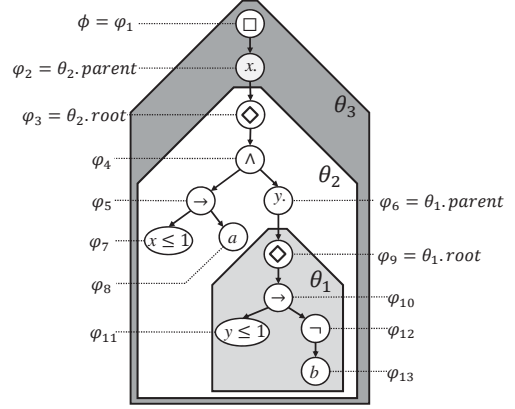 ϕ = φ₁
□
φ₂ = θ₂.parent
x.
θ₃
φ₃ = θ₂.root
◇
φ₄
∧
θ₂
φ₅
→
y.
φ₆ = θ₁.parent
φ₇
x ≤ 1
a
◇
φ₉ = θ₁.root
φ₈
θ₁
→
φ₁₀
φ₁₁
y ≤ 1
¬
φ₁₂
b
φ₁₃